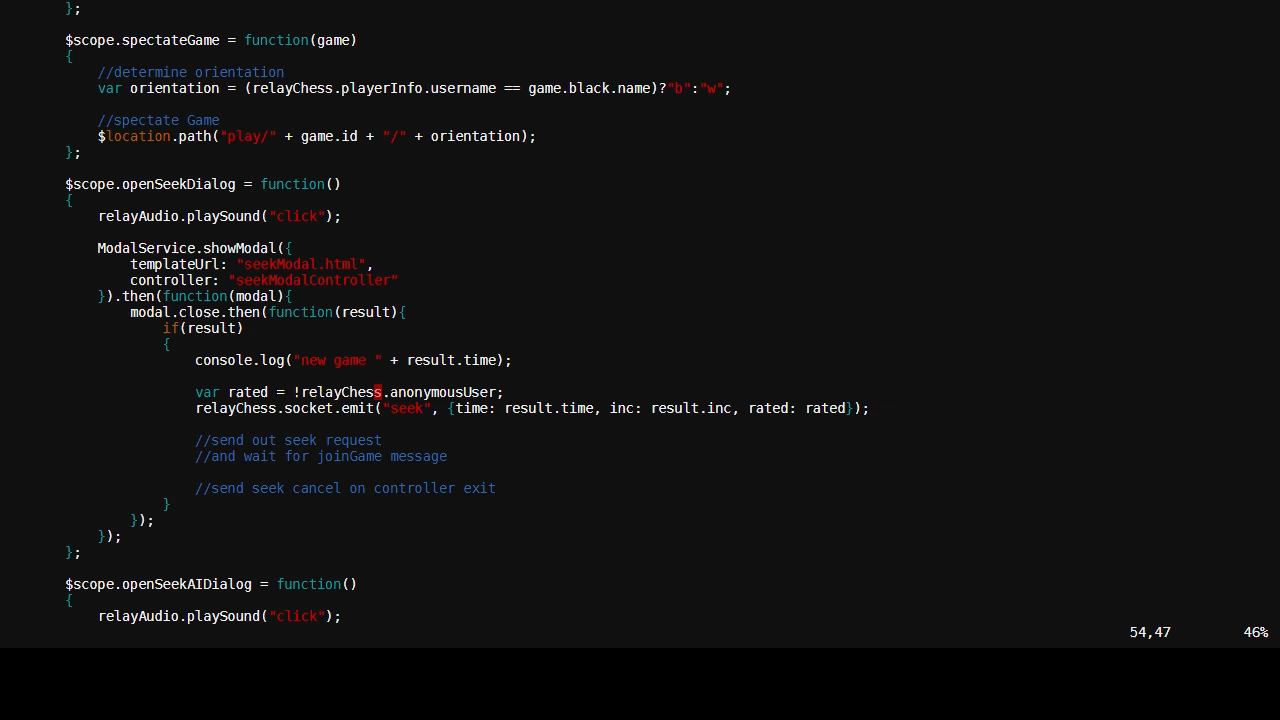 };
$scope.spectateGame = function(game)
{
//determine orientation
var orientation = (relayChess.playerInfo.username == game.black.name)?"b":"w";
//spectate Game
$location.path("play/" + game.id + "/" + orientation);
};
$scope.openSeekDialog = function()
{
relayAudio.playSound("click");
ModalService.showModal({
templateUrl: "seekModal.html",
controller: "seekModalController"
}).then(function(modal){
modal.close.then(function(result){
if(result)
{
console.log("new game " + result.time);
var rated = !relayChess.anonymousUser;
relayChess.socket.emit("seek", {time: result.time, inc: result.inc, rated: rated});
//send out seek request
//and wait for joinGame message
//send seek cancel on controller exit
}
});
});
};
$scope.openSeekAIDialog = function()
{
relayAudio.playSound("click");
54,47 46%